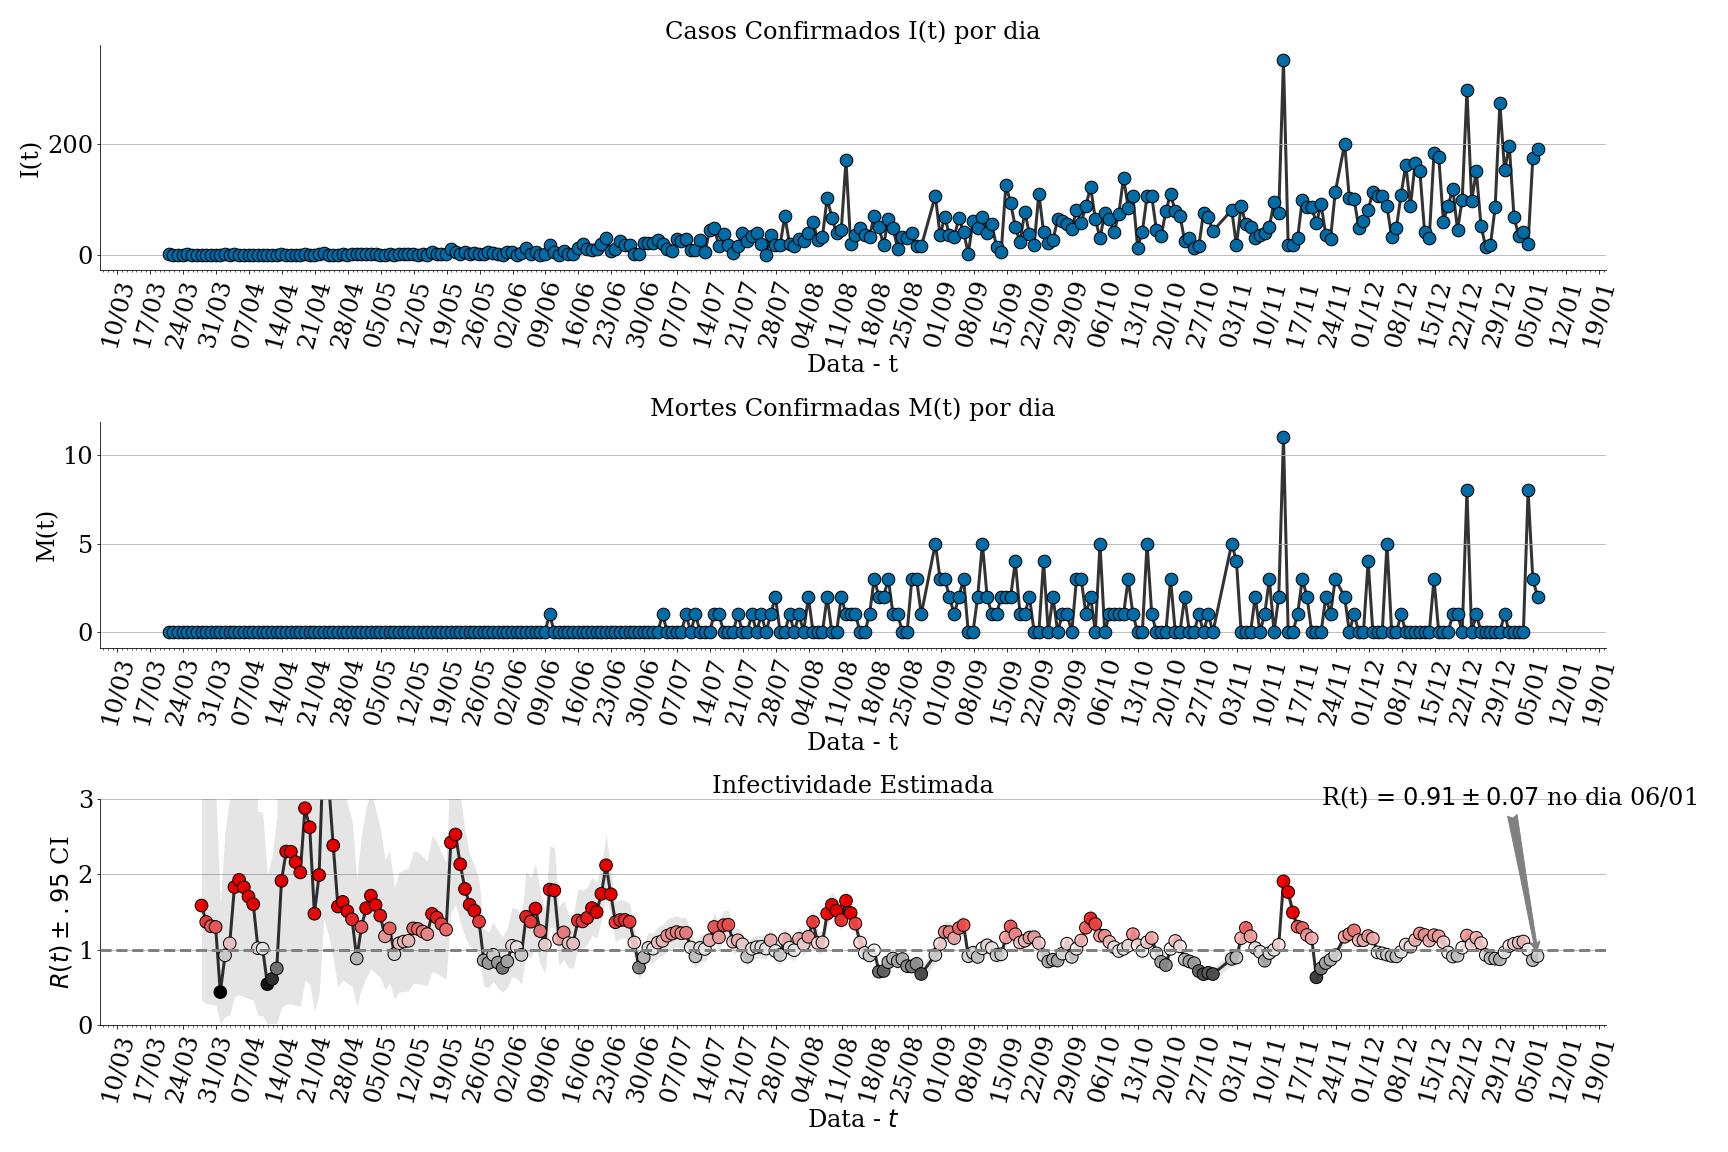 Casos Confirmados I(t) por dia
I(t)
200
0
10/03 17/03 24/03 31/03 07/04 14/04 21/04 28/04 05/05 12/05 19/05 26/05 02/06 09/06 16/06 23/06 30/06 07/07 14/07 21/07 28/07 04/08 11/08 18/08 25/08 01/09 08/09 15/09 22/09 29/09 06/10 13/10 20/10 27/10 03/11 10/11 17/11 24/11 01/12 08/12 15/12 22/12 29/12 05/01 12/01 19/01
Data - t
Mortes Confirmadas M(t) por dia
M(t)
10
5
0
10/03 17/03 24/03 31/03 07/04 14/04 21/04 28/04 05/05 12/05 19/05 26/05 02/06 09/06 16/06 23/06 30/06 07/07 14/07 21/07 28/07 04/08 11/08 18/08 25/08 01/09 08/09 15/09 22/09 29/09 06/10 13/10 20/10 27/10 03/11 10/11 17/11 24/11 01/12 08/12 15/12 22/12 29/12 05/01 12/01 19/01
Data - t
Infectividade Estimada
R(t) = 0.91 ± 0.07 no dia 06/01
R(t) ± .95 CI
3
2
1
0
10/03 17/03 24/03 31/03 07/04 14/04 21/04 28/04 05/05 12/05 19/05 26/05 02/06 09/06 16/06 23/06 30/06 07/07 14/07 21/07 28/07 04/08 11/08 18/08 25/08 01/09 08/09 15/09 22/09 29/09 06/10 13/10 20/10 27/10 03/11 10/11 17/11 24/11 01/12 08/12 15/12 22/12 29/12 05/01 12/01 19/01
Data - t